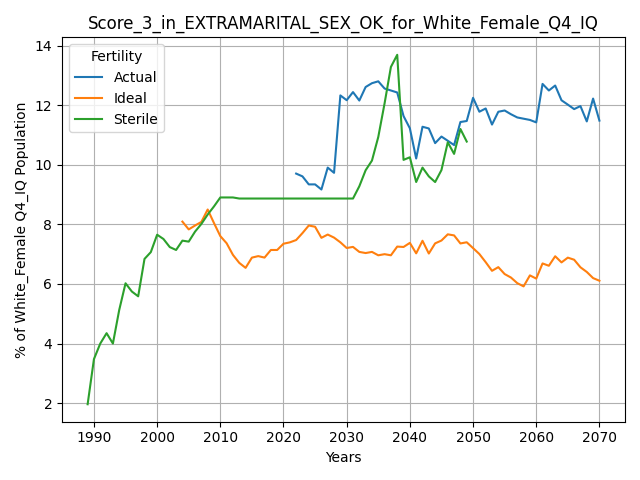 Score_3_in_EXTRAMARITAL_SEX_OK_for_White_Female_Q4_IQ
Fertility
Actual
Ideal
Sterile
% of White_Female Q4_IQ Population
14
12
10
8
6
4
2
1990 2000 2010 2020 2030 2040 2050 2060 2070
Years